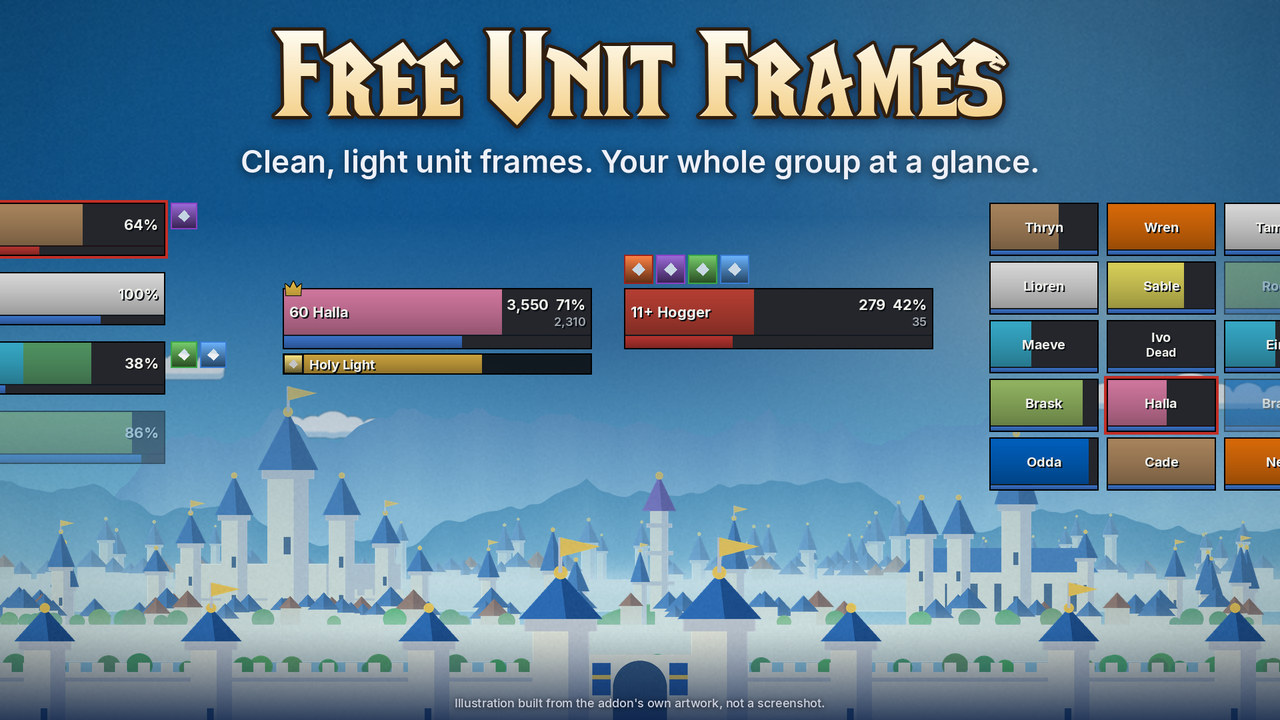 FREE UNIT FRAMES
Clean, light unit frames. Your whole group at a glance.
64%
100%
38%
86%
60 Halla
3,550 71%
2,310
Holy Light
11+ Hogger
279 42%
35
Thryn
Wren
Lioren
Sable
Maeve
Ivo
Dead
Brask
Halla
Odda
Cade
Illustration built from the addon's own artwork, not a screenshot.